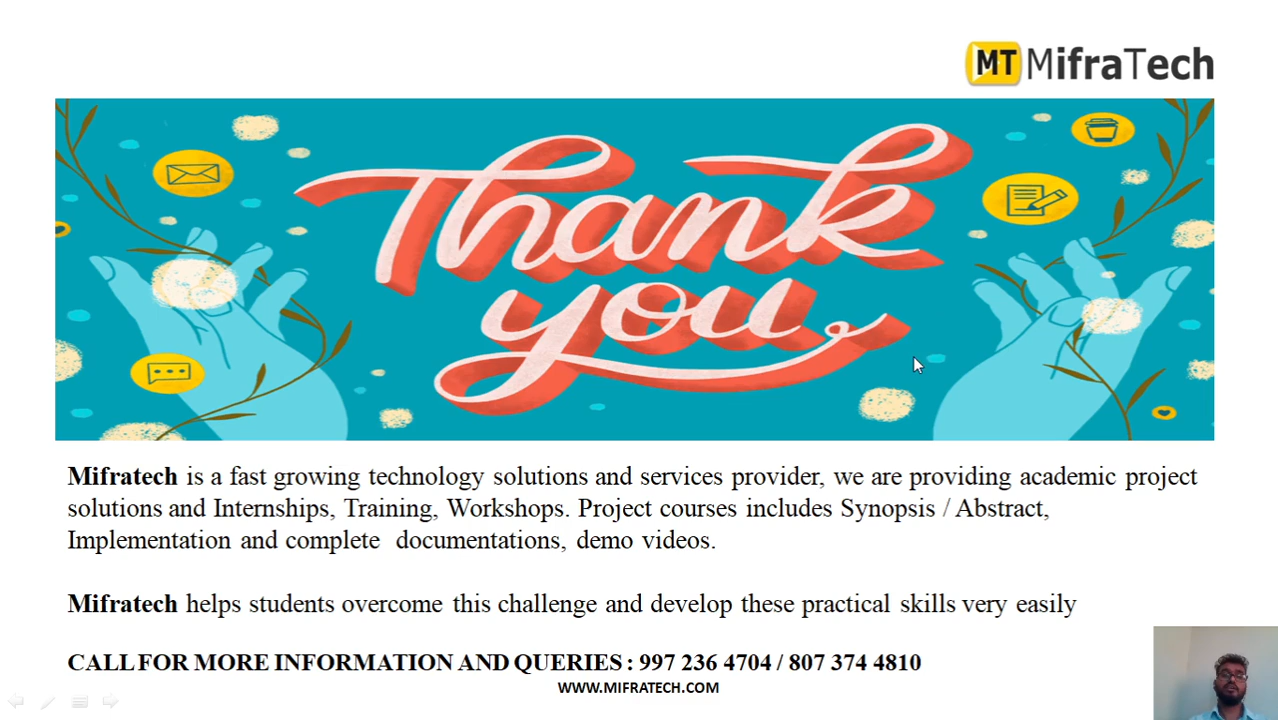 MT MifraTech
Thank
you
Mifratech is a fast growing technology solutions and services provider, we are providing academic project
solutions and Internships, Training, Workshops. Project courses includes Synopsis / Abstract,
Implementation and complete documentations, demo videos.
Mifratech helps students overcome this challenge and develop these practical skills very easily
CALL FOR MORE INFORMATION AND QUERIES : 997 236 4704 / 807 374 4810
WWW.MIFRATECH.COM